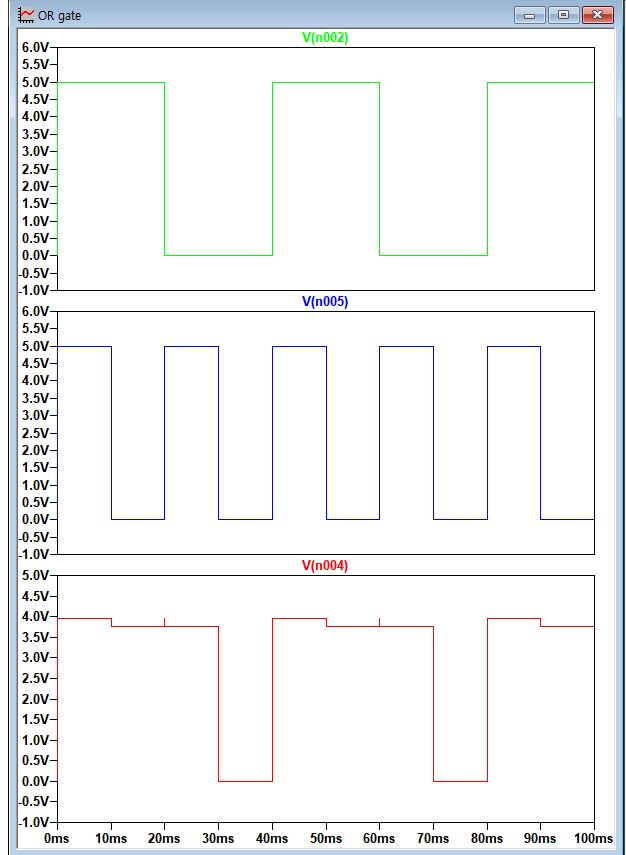 OR gate
V(n002)
6.0V
5.5V
5.0V
4.5V
4.0V
3.5V
3.0V
2.5V
2.0V
1.5V
1.0V
0.5V
0.0V
-0.5V
-1.0V
V(n005)
6.0V
5.5V
5.0V
4.5V
4.0V
3.5V
3.0V
2.5V
2.0V
1.5V
1.0V
0.5V
0.0V
-0.5V
-1.0V
V(n004)
5.0V
4.5V
4.0V
3.5V
3.0V
2.5V
2.0V
1.5V
1.0V
0.5V
0.0V
-0.5V
-1.0V
0ms 10ms 20ms 30ms 40ms 50ms 60ms 70ms 80ms 90ms 100ms